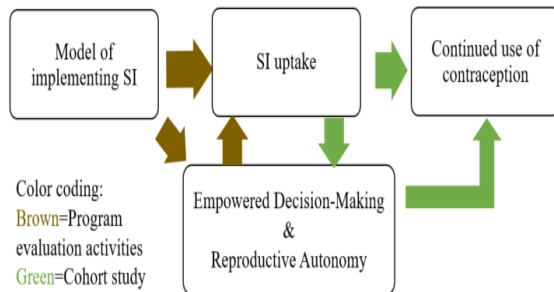 Model of
implementing SI
SI uptake
Continued use of
contraception
Empowered Decision-Making
&
Reproductive Autonomy
Color coding:
Brown=Program
evaluation activities
Green=Cohort study